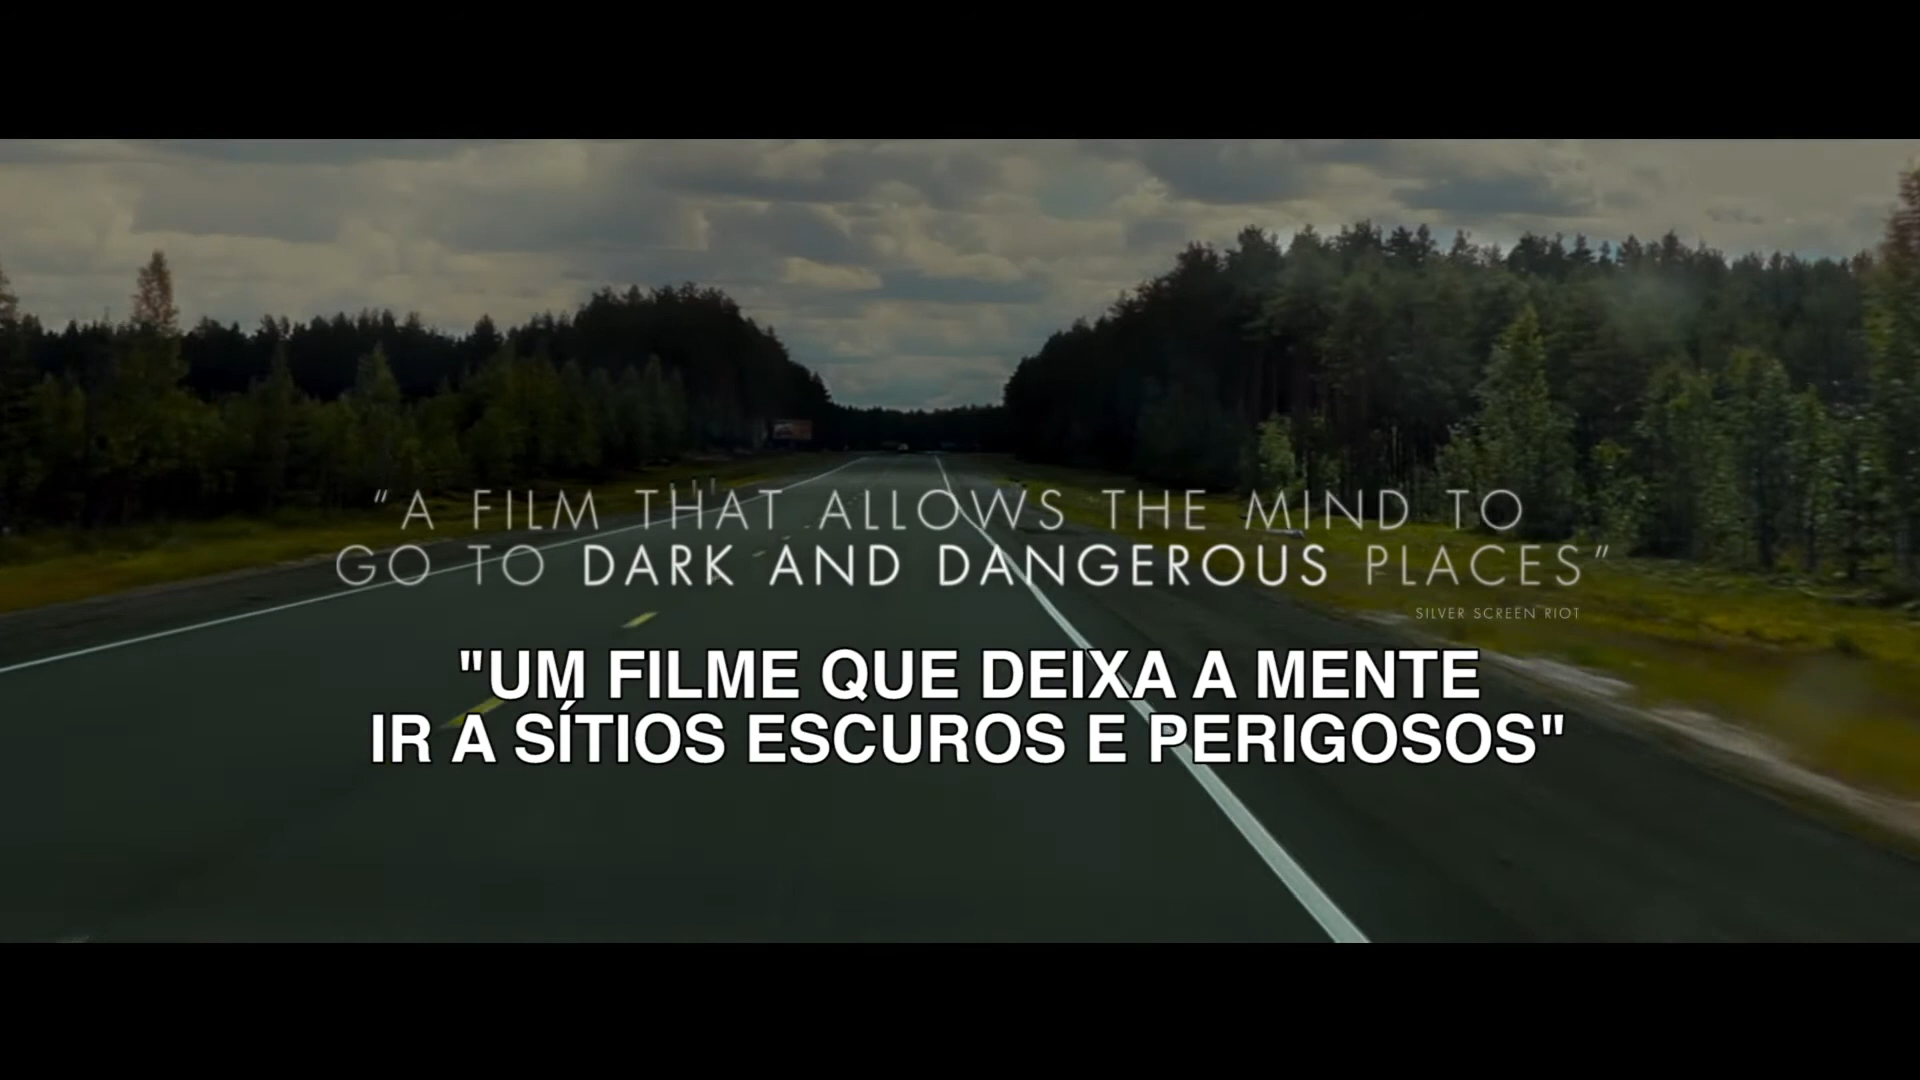 “A FILM THAT ALLOWS THE MIND TO
GO TO DARK AND DANGEROUS PLACES”
SILVER SCREEN RIOT
"UM FILME QUE DEIXA A MENTE
IR A SÍTIOS ESCUROS E PERIGOSOS"